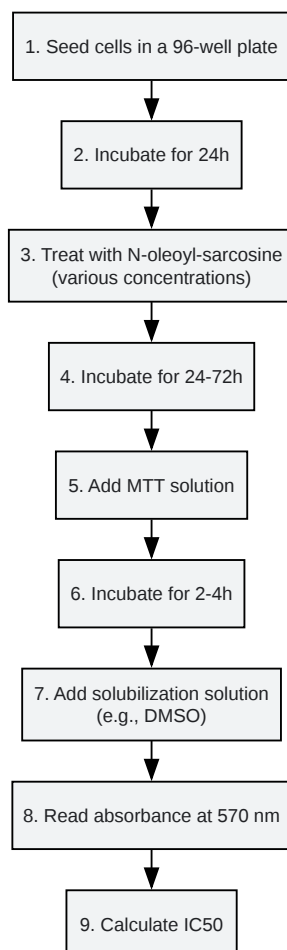 1. Seed cells in a 96-well plate
2. Incubate for 24h
3. Treat with N-oleoyl-sarcosine
(various concentrations)
4. Incubate for 24-72h
5. Add MTT solution
6. Incubate for 2-4h
7. Add solubilization solution
(e.g., DMSO)
8. Read absorbance at 570 nm
9. Calculate IC50